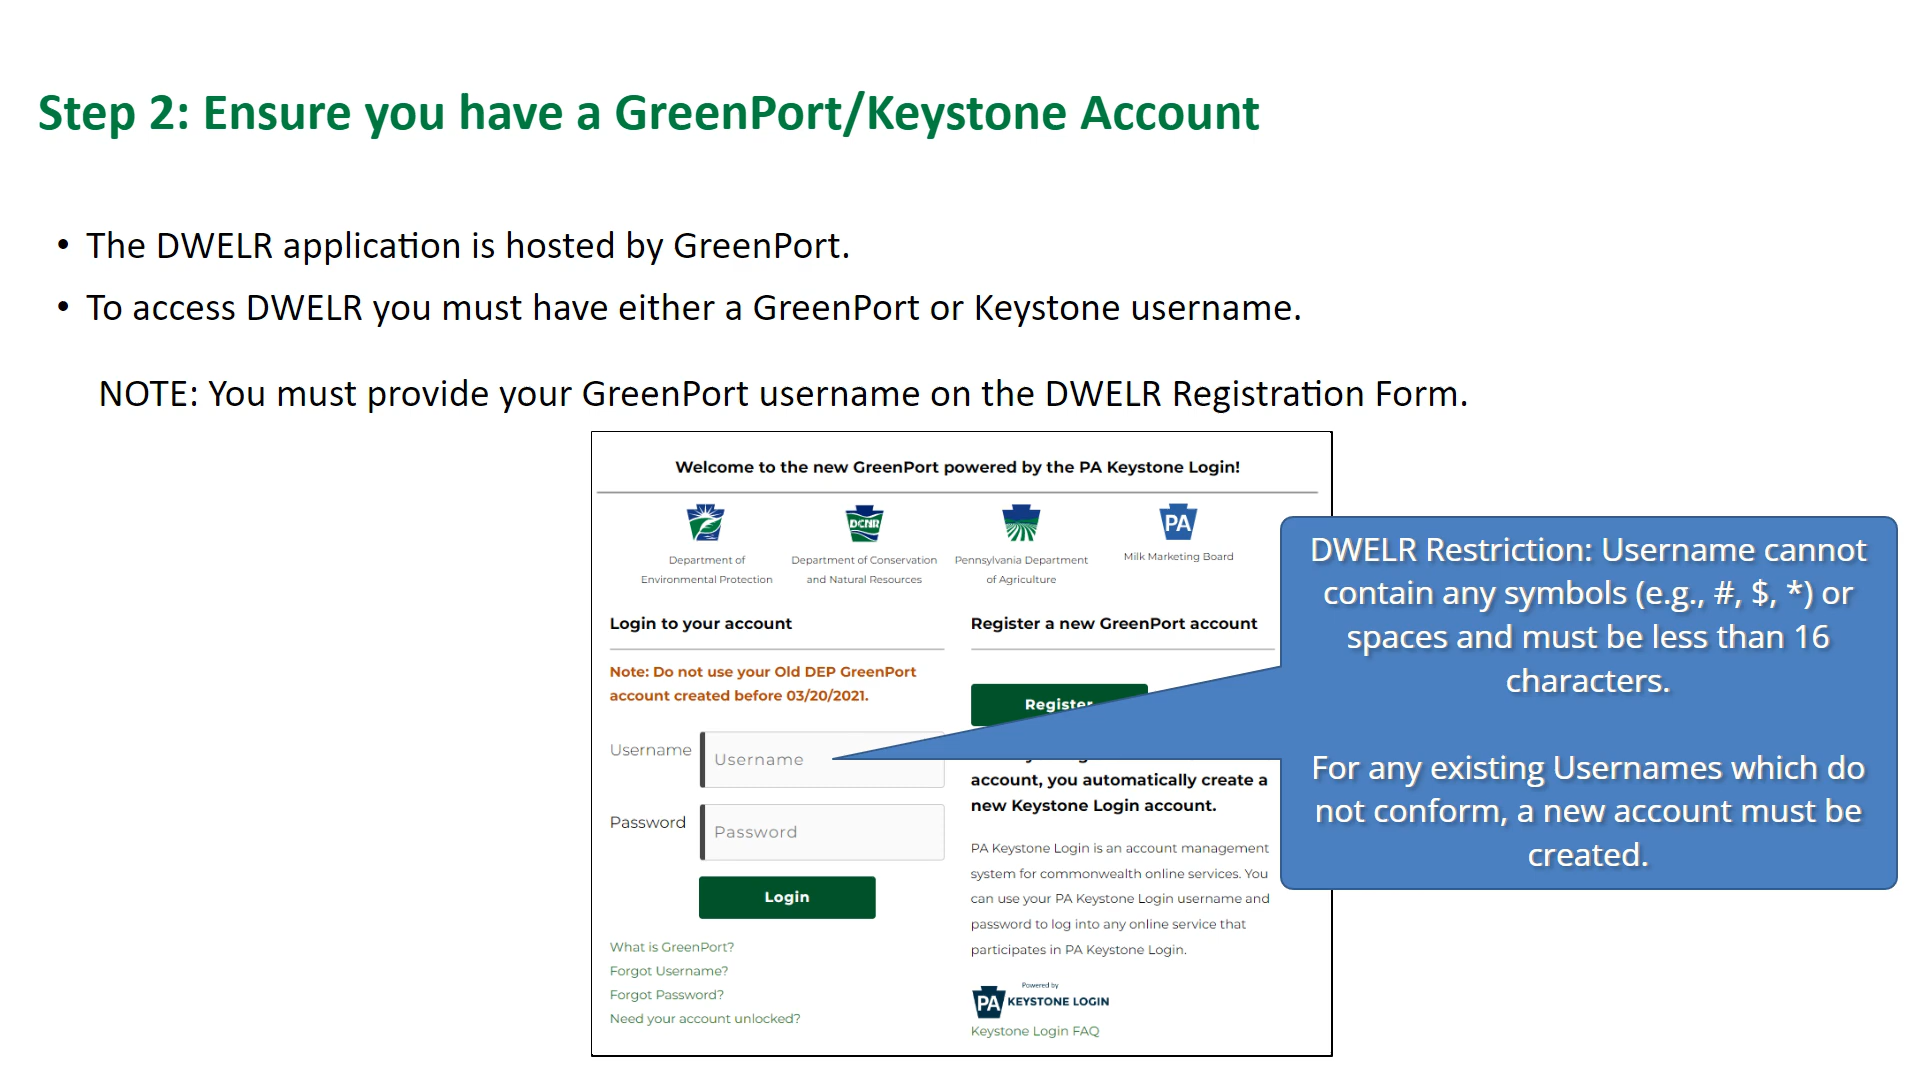 Step 2: Ensure you have a GreenPort/Keystone Account
• The DWELR application is hosted by GreenPort.
• To access DWELR you must have either a GreenPort or Keystone username.
NOTE: You must provide your GreenPort username on the DWELR Registration Form.
Welcome to the new GreenPort powered by the PA Keystone Login!
DCNR
PA
Department of
Environmental Protection
Department of Conservation
and Natural Resources
Pennsylvania Department
of Agriculture
Milk Marketing Board
Login to your account
Note: Do not use your Old DEP GreenPort
account created before 03/20/2021.
Username
Username
Password
Password
Login
What is GreenPort?
Forgot Username?
Forgot Password?
Need your account unlocked?
Register a new GreenPort account
Register
account, you automatically create a
new Keystone Login account.
PA Keystone Login is an account management
system for commonwealth online services. You
can use your PA Keystone Login username and
password to log into any online service that
participates in PA Keystone Login.
Powered by
PA KEYSTONE LOGIN
Keystone Login FAQ
DWELR Restriction: Username cannot
contain any symbols (e.g., #, $, *) or
spaces and must be less than 16
characters.
For any existing Usernames which do
not conform, a new account must be
created.